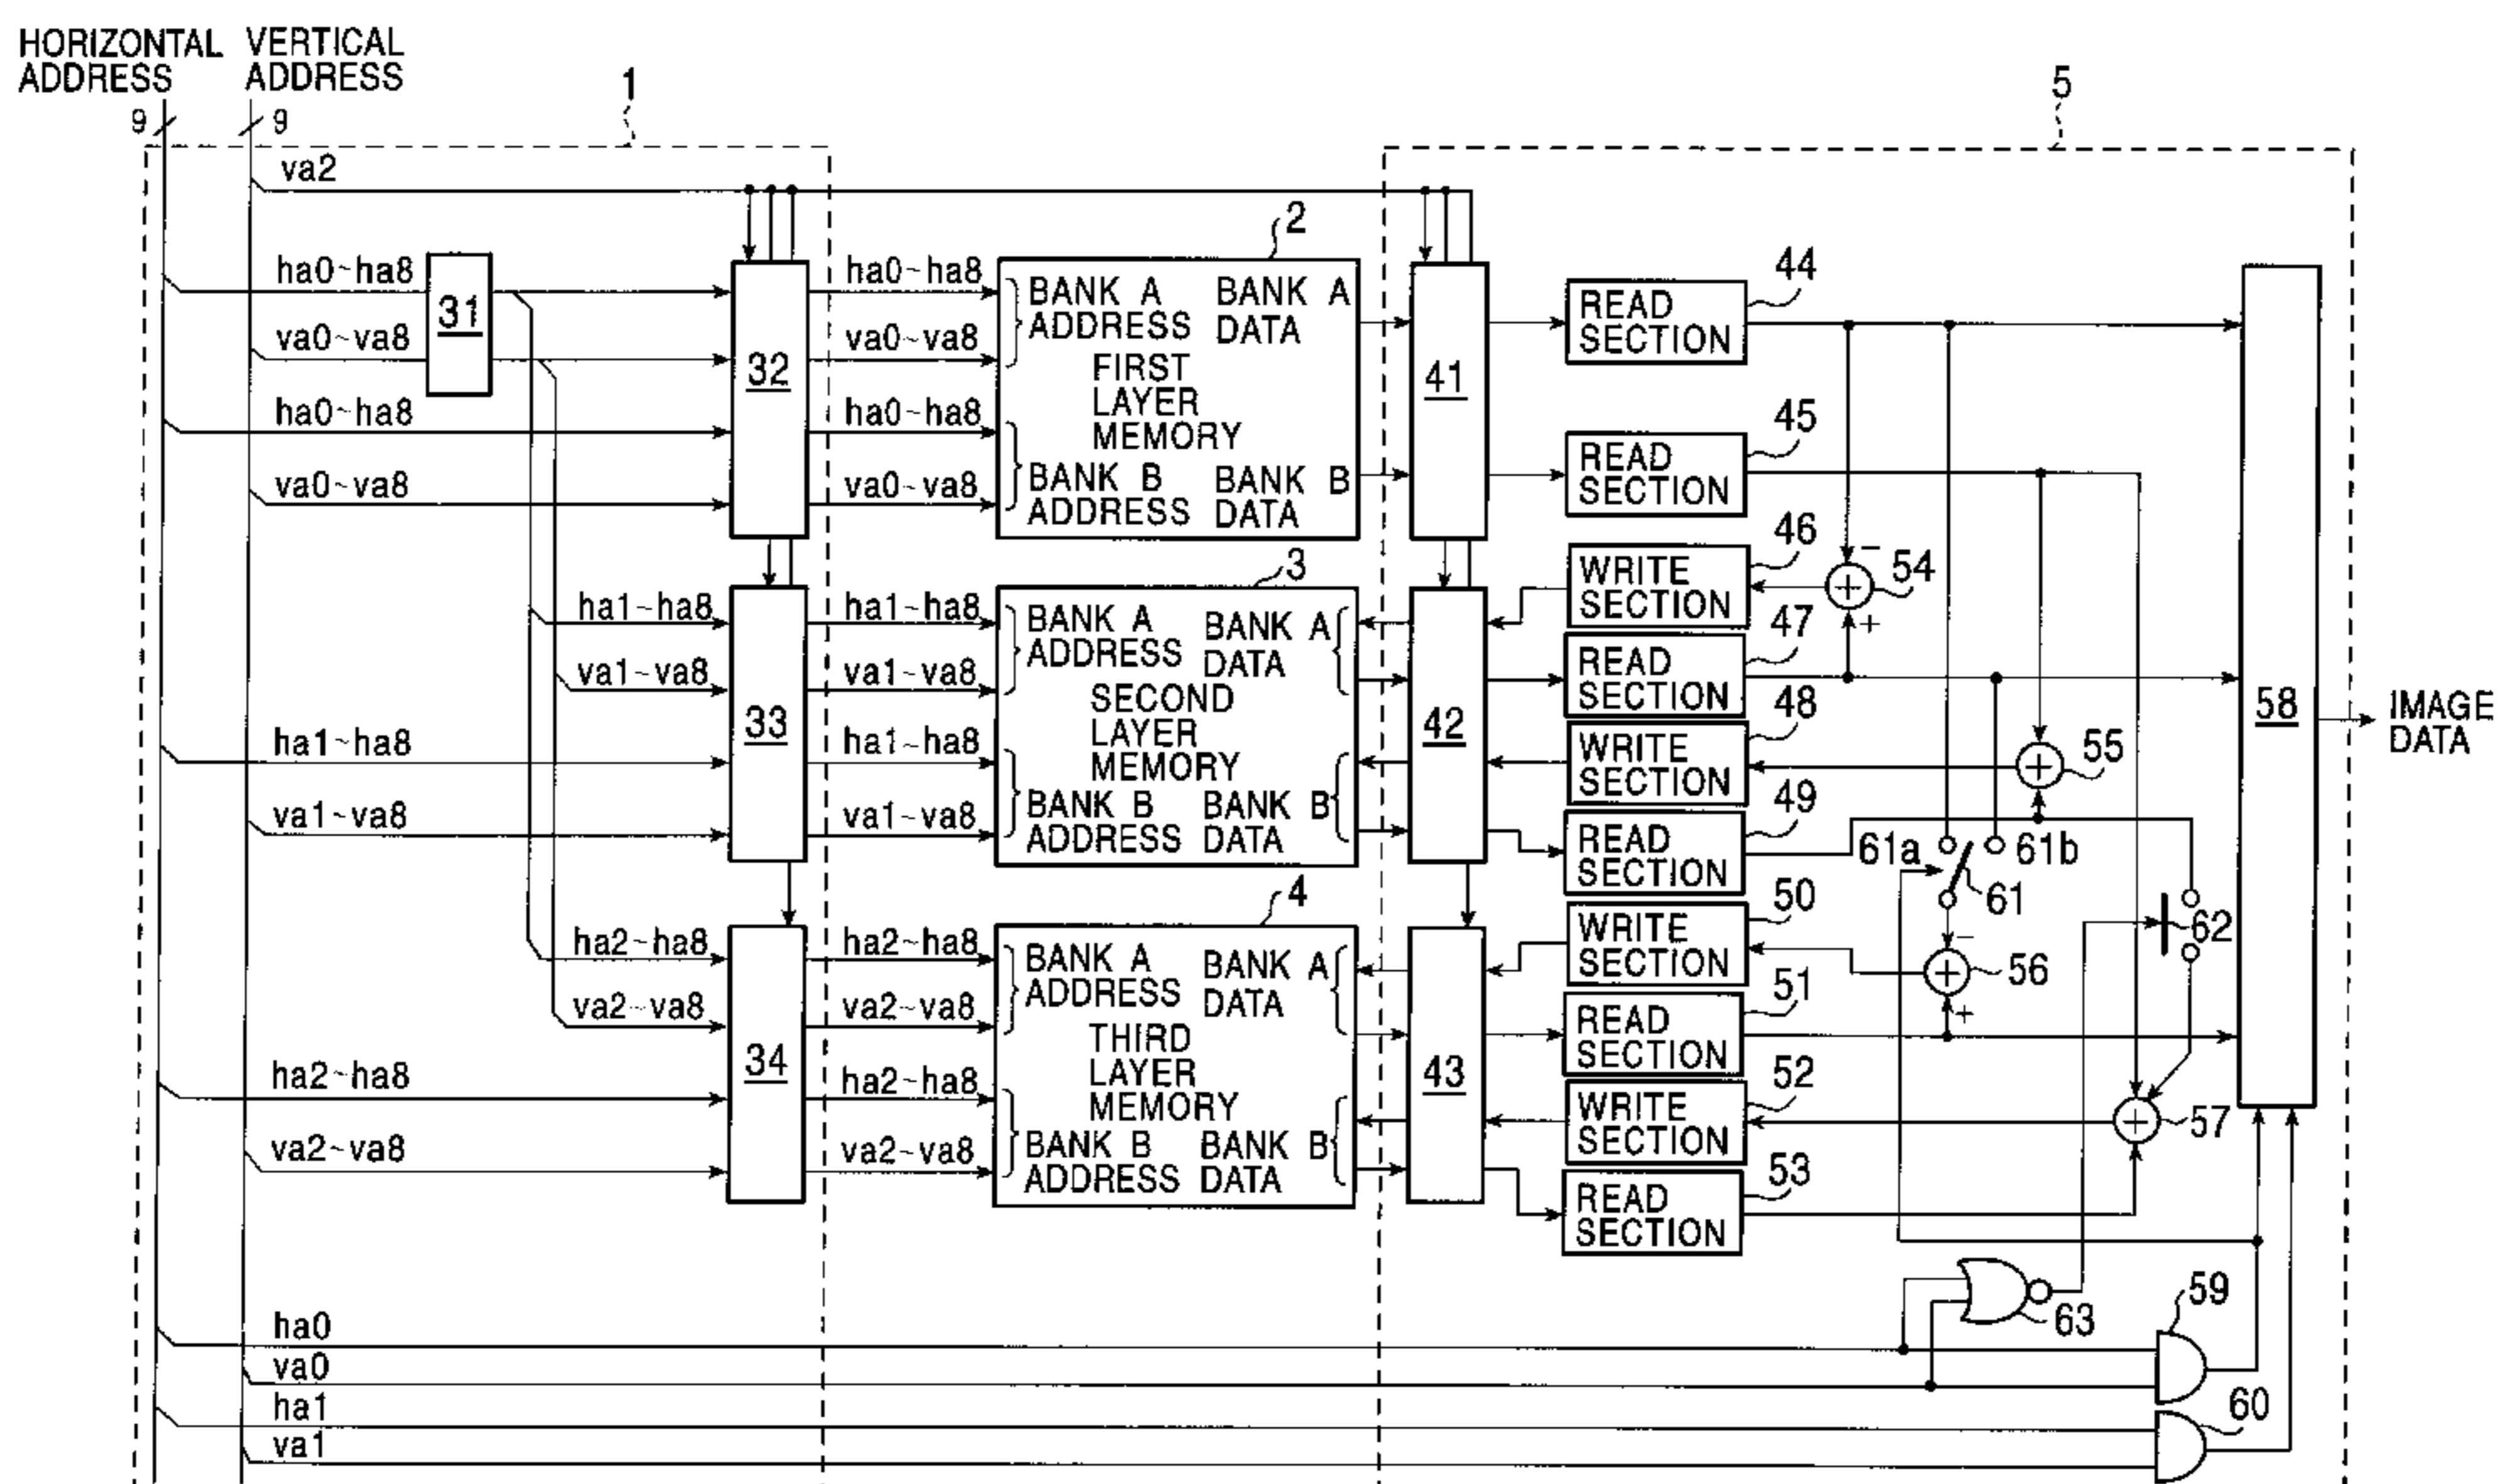 HORIZONTAL
ADDRESS
VERTICAL
ADDRESS
9
9
1
5
va2
2
ha0~ha8
va0~va8
31
ha0~ha8
va0~va8
32
ha0~ha8
va0~va8
ha0~ha8
va0~va8
BANK A
ADDRESS
BANK A
DATA
FIRST
LAYER
MEMORY
BANK B
ADDRESS
BANK B
DATA
41
READ
SECTION
44
READ
SECTION
45
3
ha1~ha8
va1~va8
ha1~ha8
va1~va8
33
ha1~ha8
va1~va8
ha1~ha8
va1~va8
BANK A
ADDRESS
BANK A
DATA
SECOND
LAYER
MEMORY
BANK B
ADDRESS
BANK B
DATA
42
WRITE
SECTION
46
READ
SECTION
47
WRITE
SECTION
48
READ
SECTION
49
−
+
54
+
+
55
61a
61b
61
62
58
IMAGE
DATA
4
ha2~ha8
va2~va8
ha2~ha8
va2~va8
34
ha2~ha8
va2~va8
ha2~ha8
va2~va8
BANK A
ADDRESS
BANK A
DATA
THIRD
LAYER
MEMORY
BANK B
ADDRESS
BANK B
DATA
43
WRITE
SECTION
50
READ
SECTION
51
WRITE
SECTION
52
READ
SECTION
53
−
+
56
+
+
57
63
59
60
ha0
va0
ha1
va1